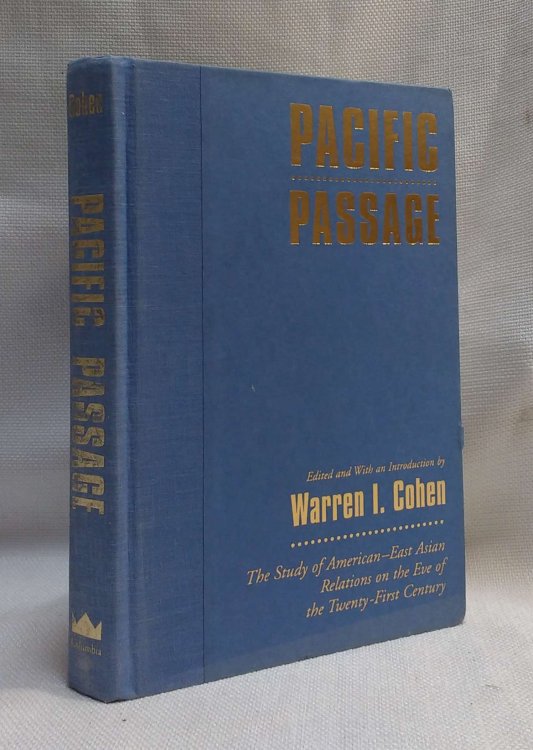 Cohen
PACIFIC PASSAGE
Columbia
PACIFIC
PASSAGE
Edited and With an Introduction by
Warren I. Cohen
The Study of American–East Asian
Relations on the Eve of
the Twenty-First Century